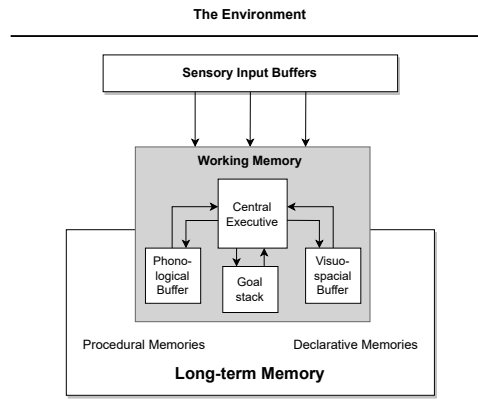 The Environment
Sensory Input Buffers
Working Memory
Central
Executive
Phono-
logical
Buffer
Goal
stack
Visuo-
spacial
Buffer
Procedural Memories
Declarative Memories
Long-term Memory